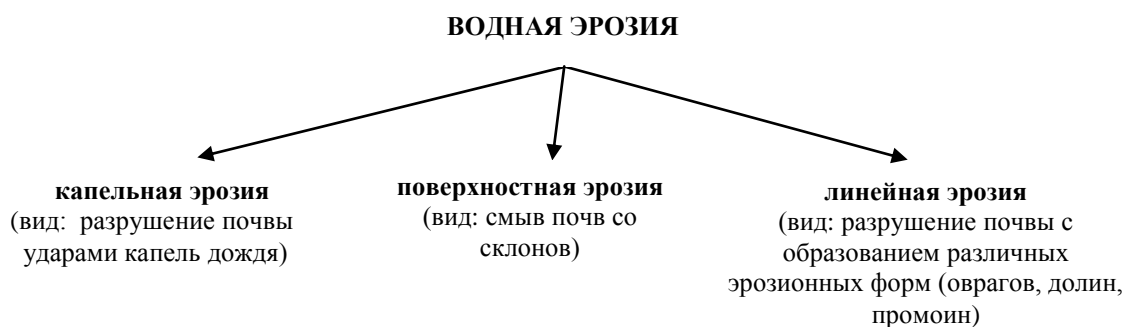 ВОДНАЯ ЭРОЗИЯ
капельная эрозия
(вид: разрушение почвы
ударами капель дождя)
поверхностная эрозия
(вид: смыв почв со
склонов)
линейная эрозия
(вид: разрушение почвы с
образованием различных
эрозионных форм (оврагов, долин,
промоин)